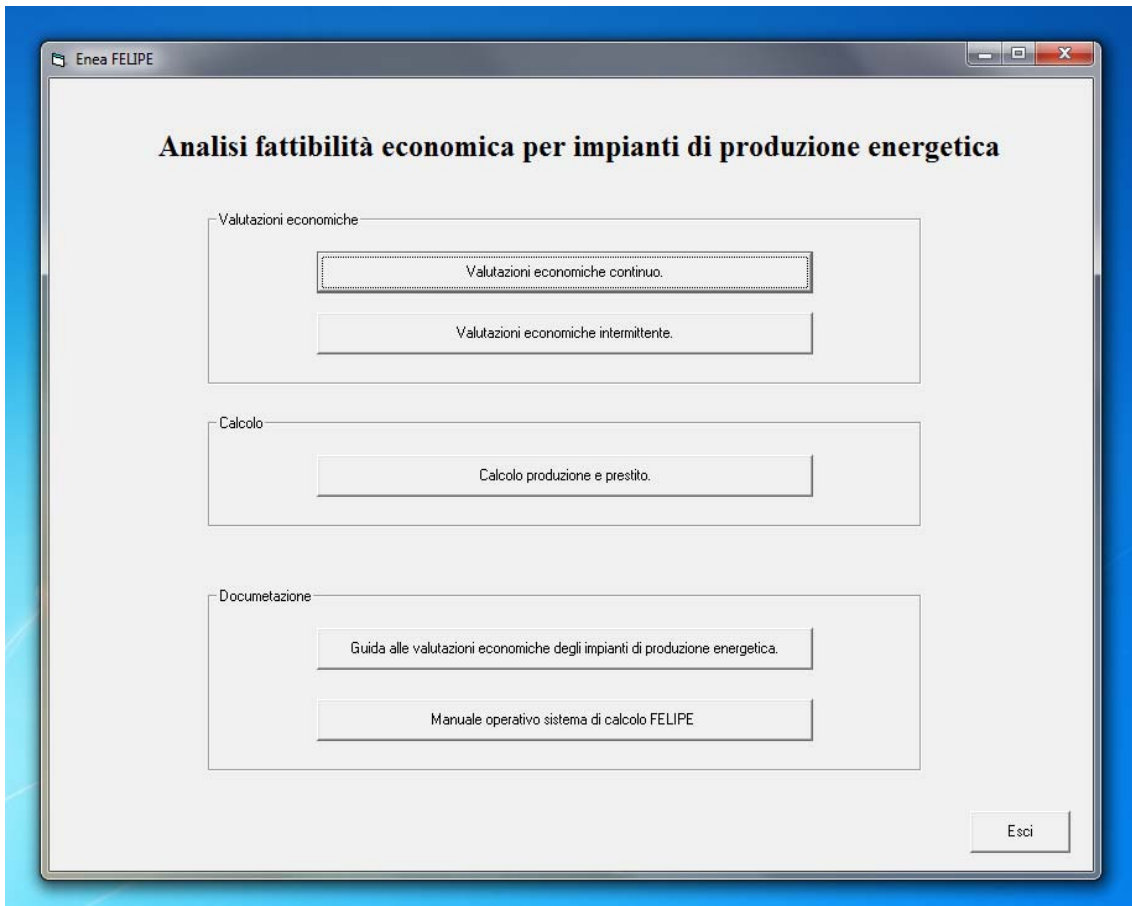 Enea FELIPE
Analisi fattibilità economica per impianti di produzione energetica
Valutazioni economiche
Valutazioni economiche continuo.
Valutazioni economiche intermittente.
Calcolo
Calcolo produzione e prestito.
Documetazione
Guida alle valutazioni economiche degli impianti di produzione energetica.
Manuale operativo sistema di calcolo FELIPE
Esci